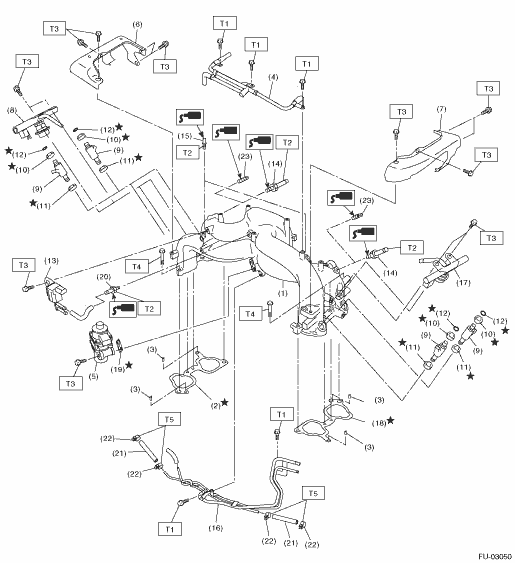 T1
T3
(6)
T1
T3
T1
(4)
T3
(8)
T3
(7)
T3
(12)★
(10)★
(15)
T2
T2
★(12)
(9)
★(10)
(11)★
(23)
(14)
T3
(9)
★(11)
(23)
T3
T4
T2
(13)
T3
(14)
(17)
(20)
(1)
T2
T4
★(12)
(12)
★(10)
(10)★
(9)
(9)★
★(11)
(11)
★
(3)
(5)
(19)★
T3
(3)
(2)★
(3)
T1
(18)★
(3)
T5
(22)
(21)
(22)
T5
T1
(16)
(22)
(21)
(22)
FU-03050